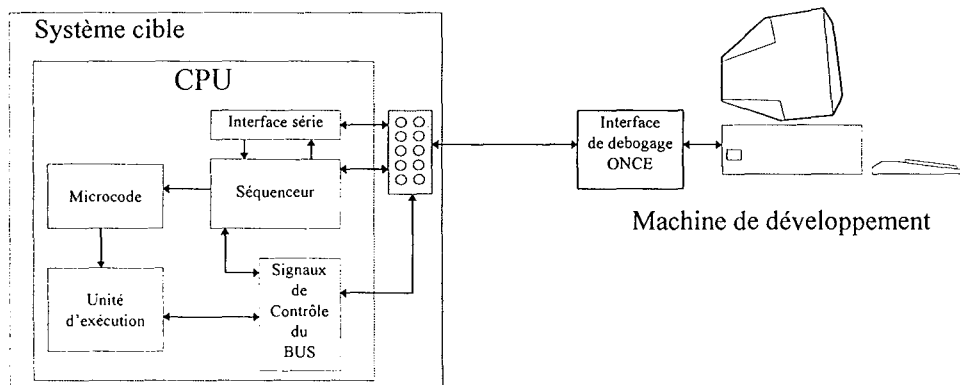 Système cible
CPU
Interface série
Microcode
Séquenceur
Unité
d'exécution
Signaux
de
Contrôle
du
BUS
Interface
de debogage
ONCE
Machine de développement